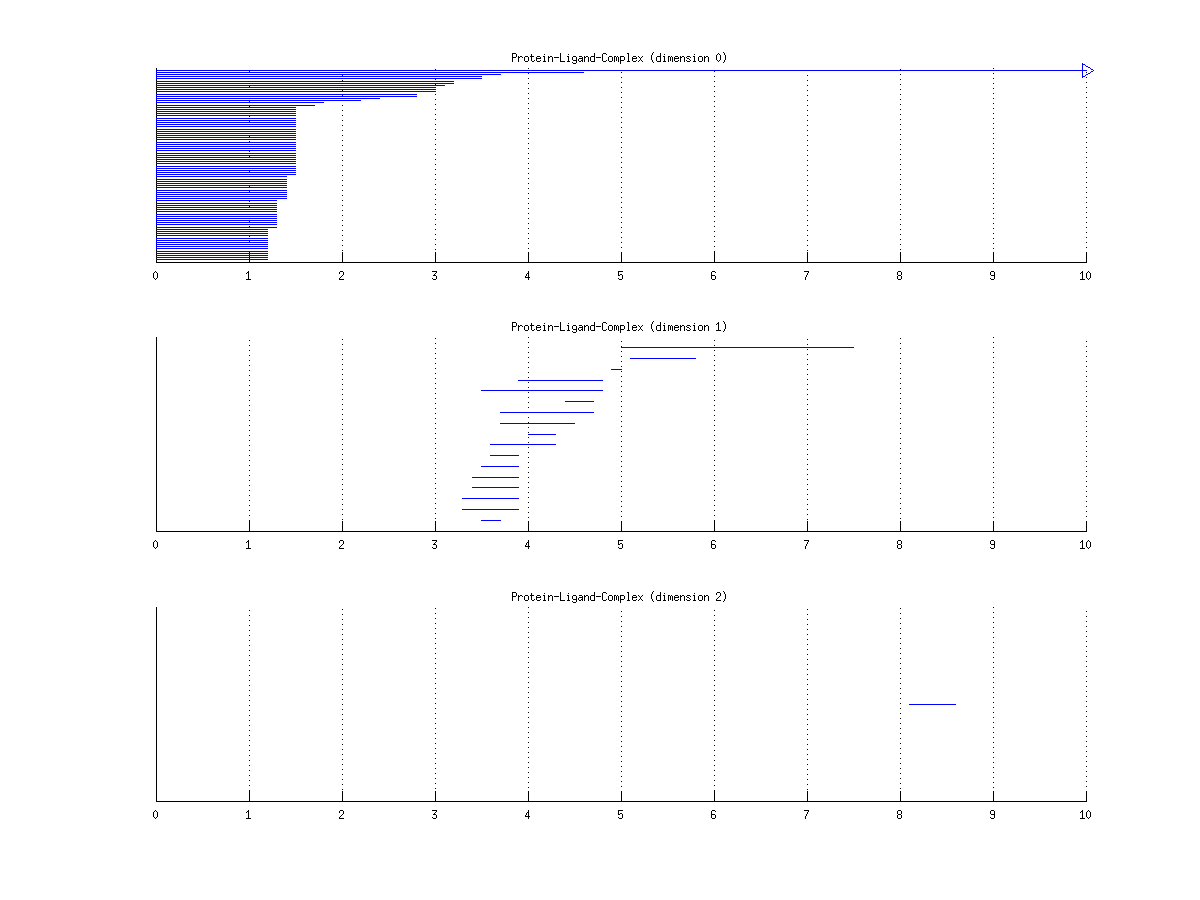 Protein-Ligand-Complex (dimension 0)
0 1 2 3 4 5 6 7 8 9 10
Protein-Ligand-Complex (dimension 1)
0 1 2 3 4 5 6 7 8 9 10
Protein-Ligand-Complex (dimension 2)
0 1 2 3 4 5 6 7 8 9 10